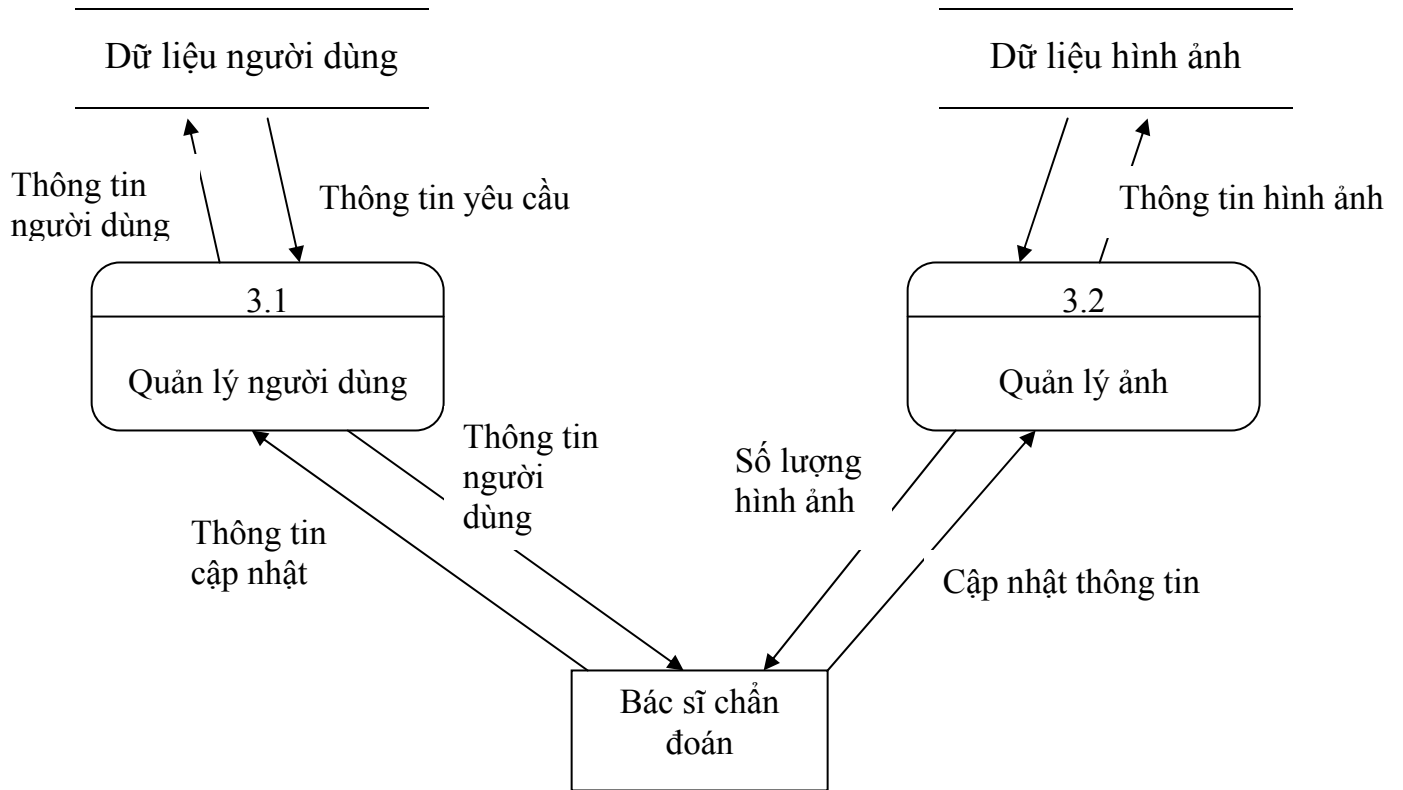 Dữ liệu người dùng
Dữ liệu hình ảnh
Thông tin
người dùng
Thông tin yêu cầu
Thông tin hình ảnh
3.1
Quản lý người dùng
3.2
Quản lý ảnh
Thông tin
người
dùng
Số lượng
hình ảnh
Thông tin
cập nhật
Cập nhật thông tin
Bác sĩ chẩn
đoán